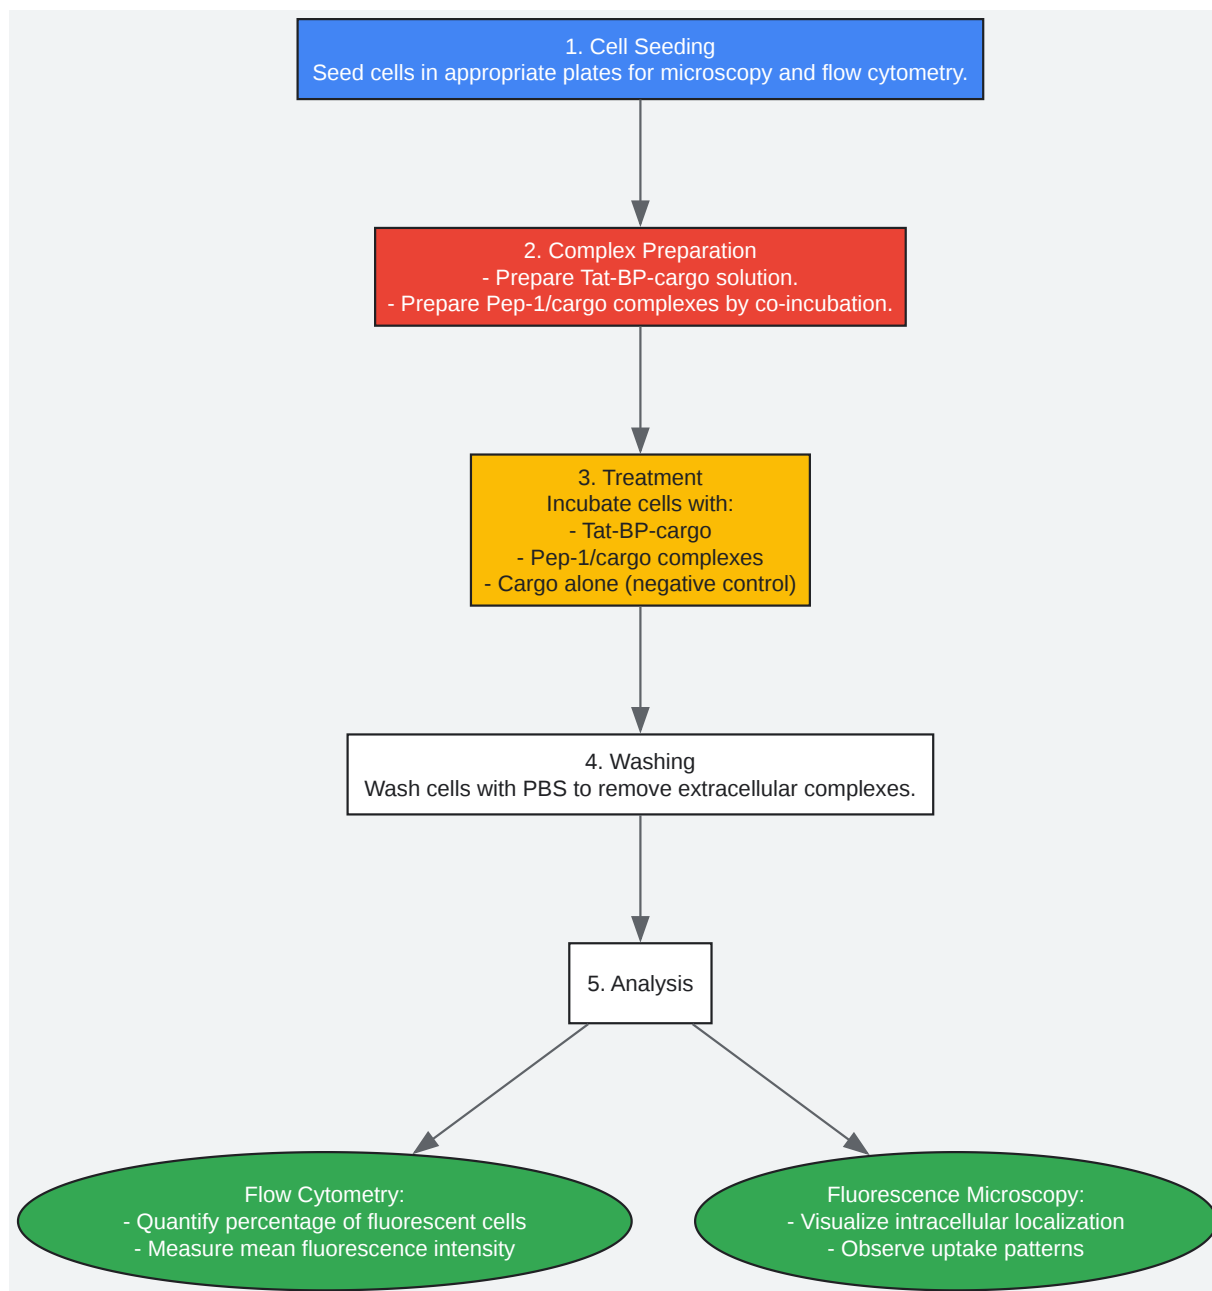 1. Cell Seeding
Seed cells in appropriate plates for microscopy and flow cytometry.
2. Complex Preparation
- Prepare Tat-BP-cargo solution.
- Prepare Pep-1/cargo complexes by co-incubation.
3. Treatment
Incubate cells with:
- Tat-BP-cargo
- Pep-1/cargo complexes
- Cargo alone (negative control)
4. Washing
Wash cells with PBS to remove extracellular complexes.
5. Analysis
Flow Cytometry:
- Quantify percentage of fluorescent cells
- Measure mean fluorescence intensity
Fluorescence Microscopy:
- Visualize intracellular localization
- Observe uptake patterns